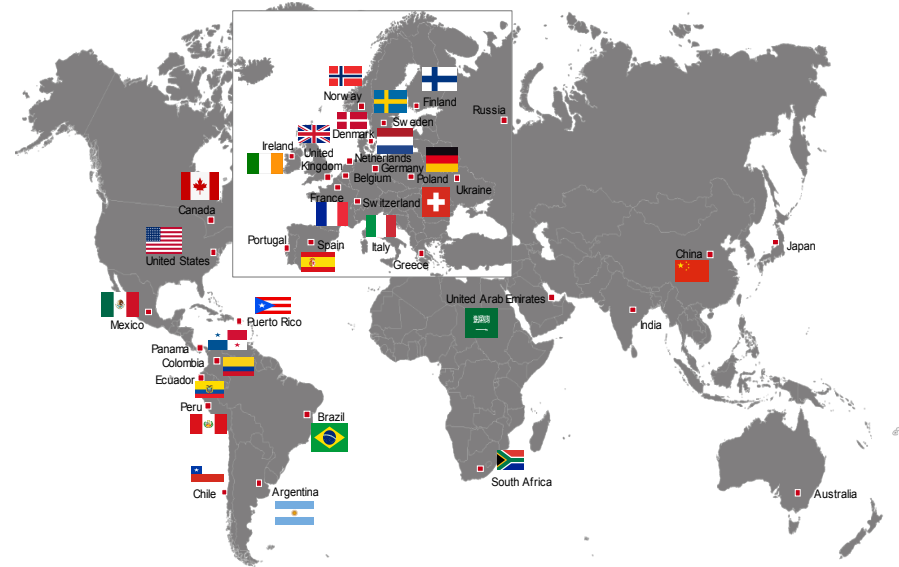 Norway
Finland
Sweden
Russia
Denmark
Ireland
United
Kingdom
Netherlands
Germany
Belgium
Poland
Ukraine
France
Switzerland
Canada
Portugal
Spain
Italy
Greece
United States
China
Japan
United Arab Emirates
India
Mexico
Puerto Rico
Panama
Colombia
Ecuador
Peru
Brazil
Chile
Argentina
South Africa
Australia